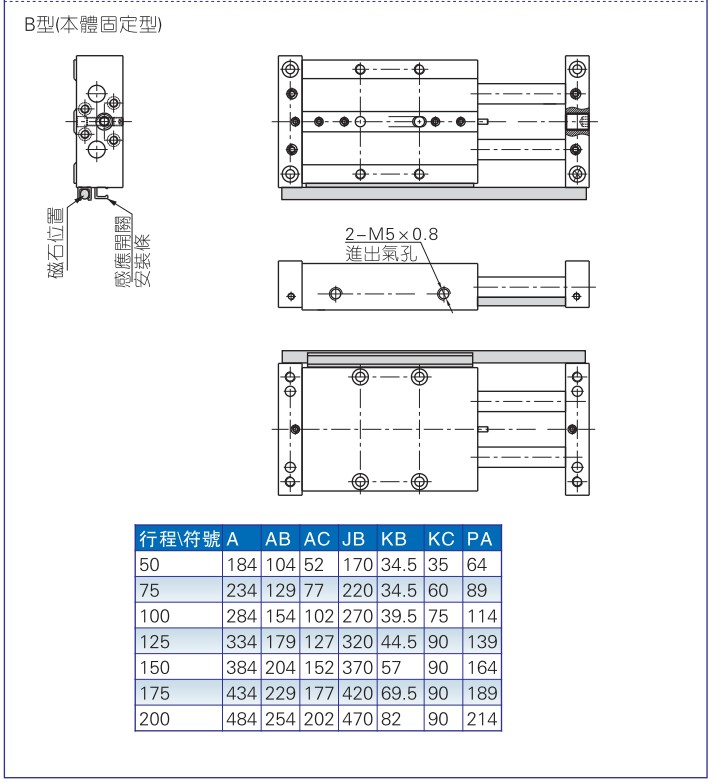 B型(本體固定型)
磁石位置
感應開關
安裝條
2-M5×0.8
進出氣孔
行程\符號 A AB AC JB KB KC PA
50 184 104 52 170 34.5 35 64
75 234 129 77 220 34.5 60 89
100 284 154 102 270 39.5 75 114
125 334 179 127 320 44.5 90 139
150 384 204 152 370 57 90 164
175 434 229 177 420 69.5 90 189
200 484 254 202 470 82 90 214